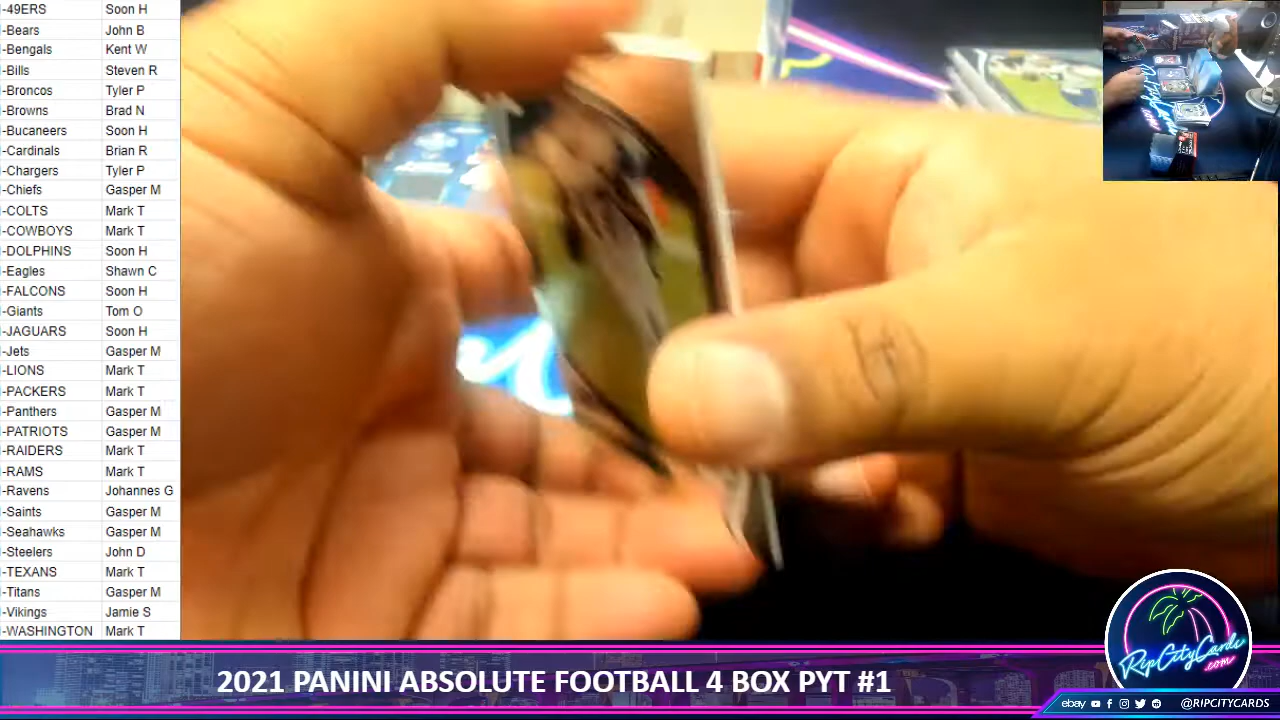 -49ERS Soon H
-Bears John B
-Bengals Kent W
-Bills Steven R
-Broncos Tyler P
-Browns Brad N
-Bucaneers Soon H
-Cardinals Brian R
-Chargers Tyler P
-Chiefs Gasper M
-COLTS Mark T
-COWBOYS Mark T
-DOLPHINS Soon H
-Eagles Shawn C
-FALCONS Soon H
-Giants Tom O
-JAGUARS Soon H
-Jets Gasper M
-LIONS Mark T
-PACKERS Mark T
-Panthers Gasper M
-PATRIOTS Gasper M
-RAIDERS Mark T
-RAMS Mark T
-Ravens Johannes G
-Saints Gasper M
-Seahawks Gasper M
-Steelers John D
-TEXANS Mark T
-Titans Gasper M
-Vikings Jamie S
-WASHINGTON Mark T
2021 PANINI ABSOLUTE FOOTBALL 4 BOX PYT #1
RipCityCards
.com
ebay @RIPCITYCARDS